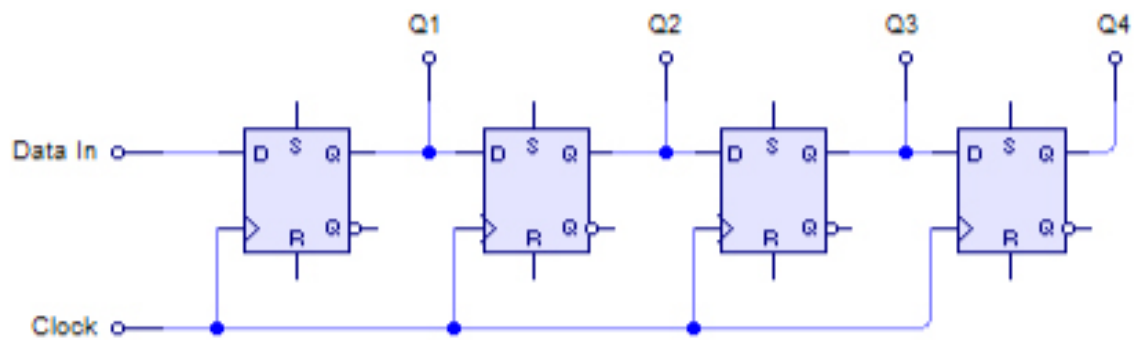 Q1 Q2 Q3 Q4
Data In D S Q D S Q D S Q D S Q
R Q R Q R Q R Q
Clock